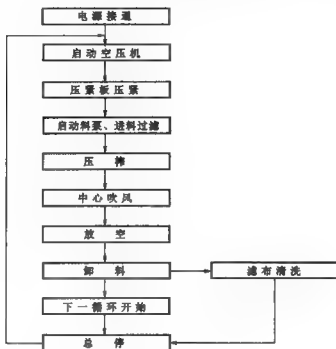 电源接通
启动空压机
压紧板压紧
启动料泵、进料过滤
压榨
中心吹风
放空
卸料
滤布清洗
下一循环开始
总停